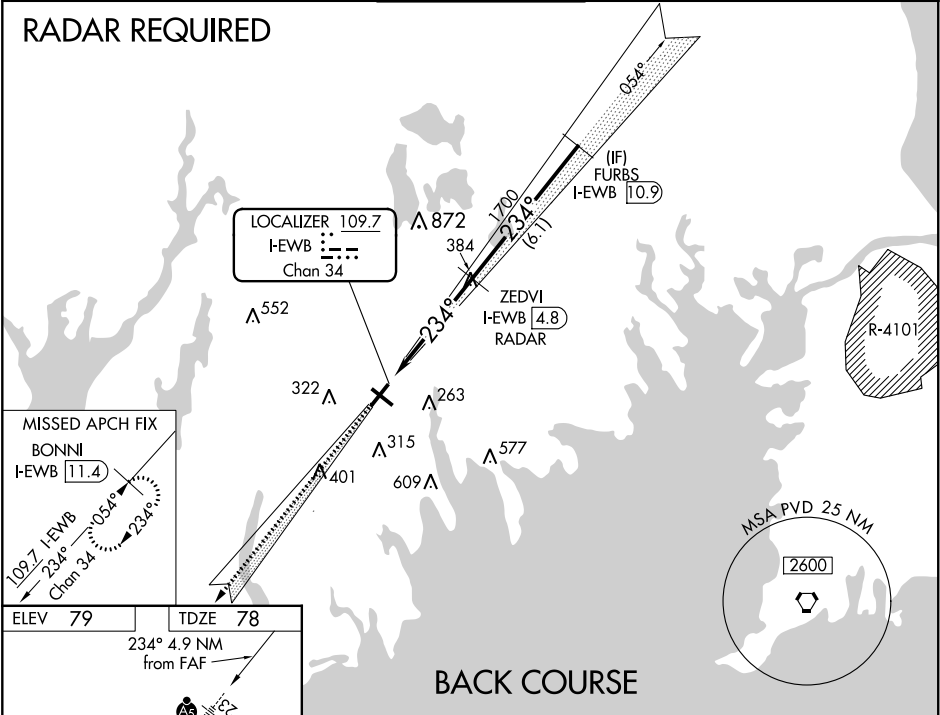 RADAR REQUIRED
054°
(IF)
FURBS
I-EWB 10.9
1700
234°
(6.1)
LOCALIZER 109.7
I-EWB
Chan 34
872
384
ZEDVI
I-EWB 4.8
RADAR
234°
552
R-4101
322
263
315
577
401
609
MISSED APCH FIX
BONNI
I-EWB 11.4
054°
234°
109.7 I-EWB
234°
Chan 34
MSA PVD 25 NM
2600
ELEV 79
TDZE 78
234° 4.9 NM
from FAF
A5
23
BACK COURSE